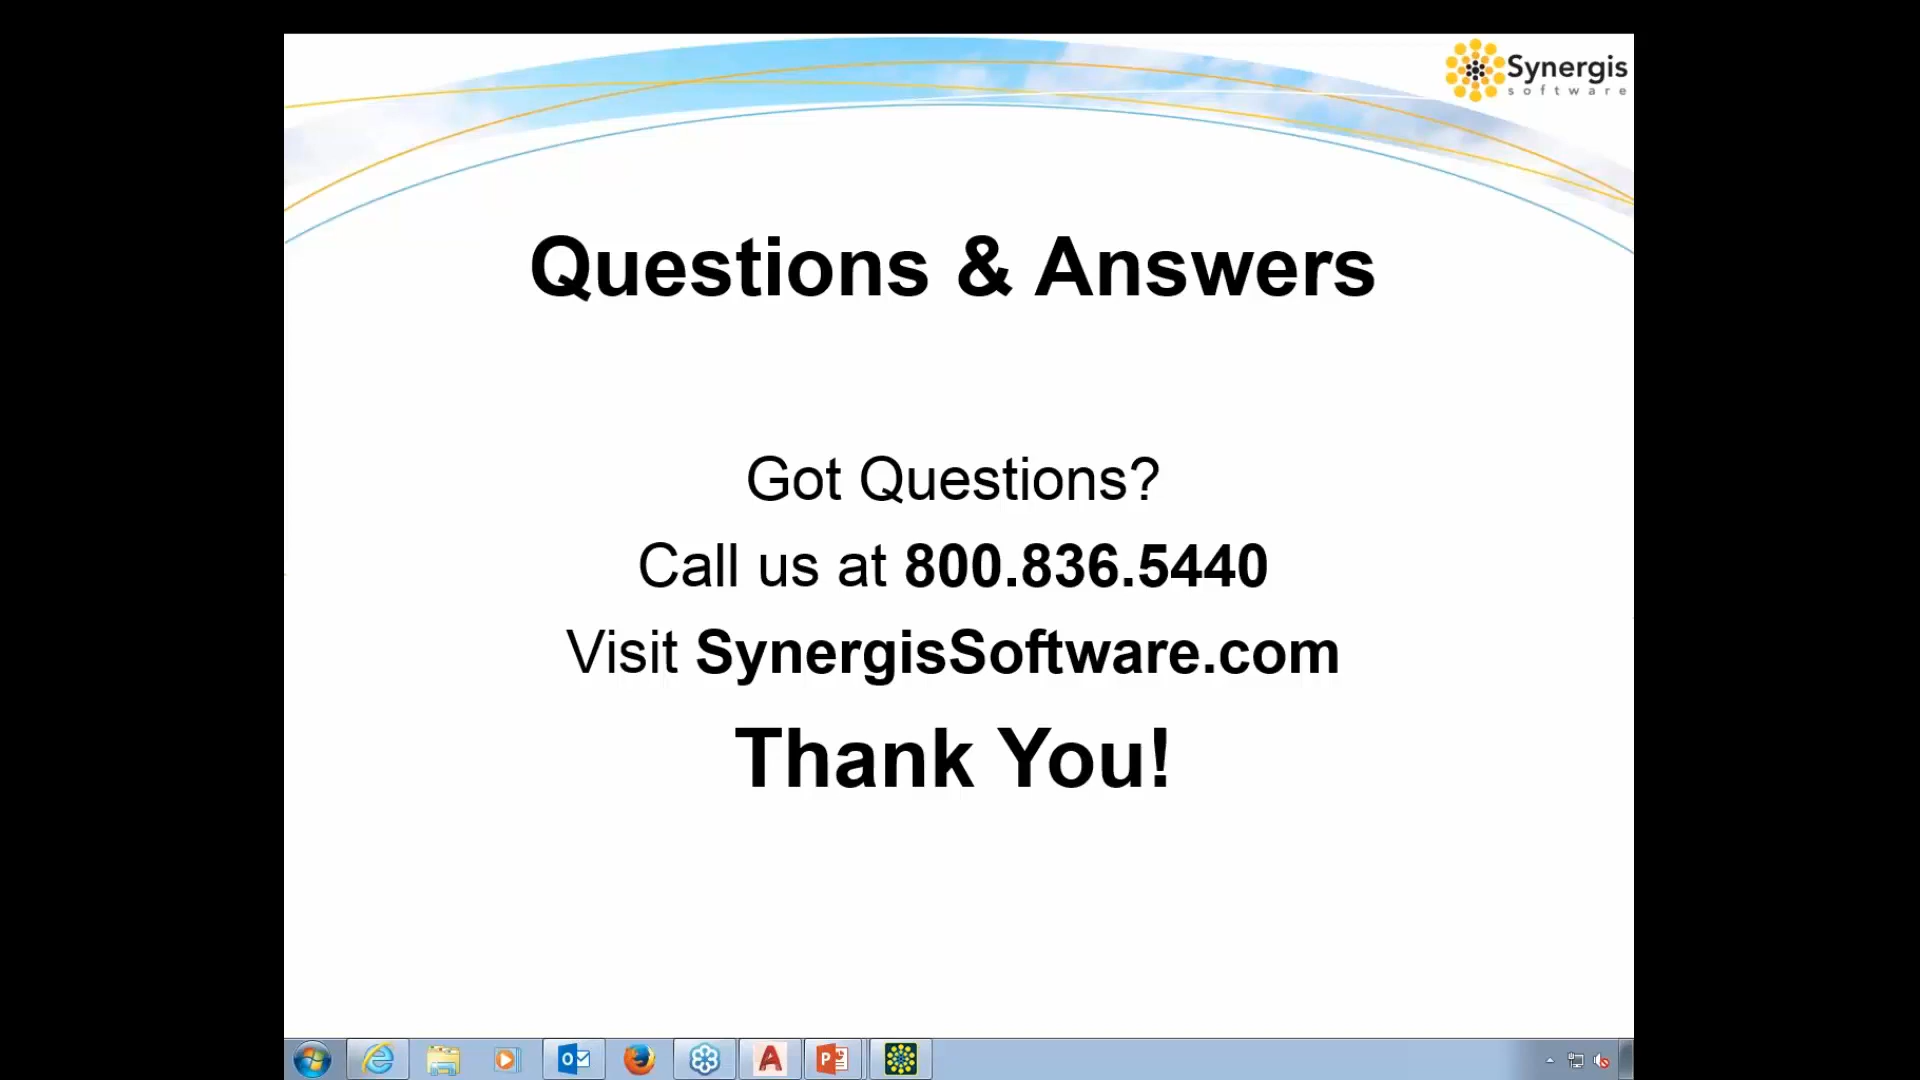 Synergis
software
Questions & Answers
Got Questions?
Call us at 800.836.5440
Visit SynergisSoftware.com
Thank You!